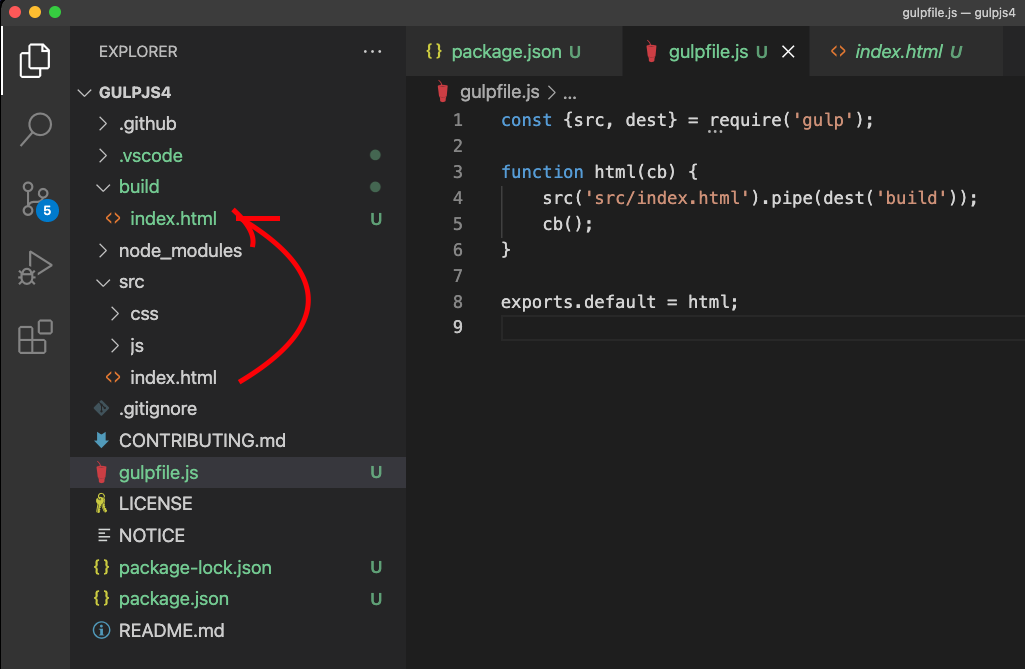 gulpfile.js — gulpjs4
EXPLORER ...
{} package.json U gulpfile.js U × <> index.html U
GULPJS4
gulpfile.js > ...
.github
.vscode
build
<> index.html U
node_modules
src
css
js
<> index.html
.gitignore
CONTRIBUTING.md
gulpfile.js U
LICENSE
NOTICE
{} package-lock.json U
{} package.json U
README.md
5
1 const {src, dest} = require('gulp');
2
3 function html(cb) {
4 src('src/index.html').pipe(dest('build'));
5 cb();
6 }
7
8 exports.default = html;
9